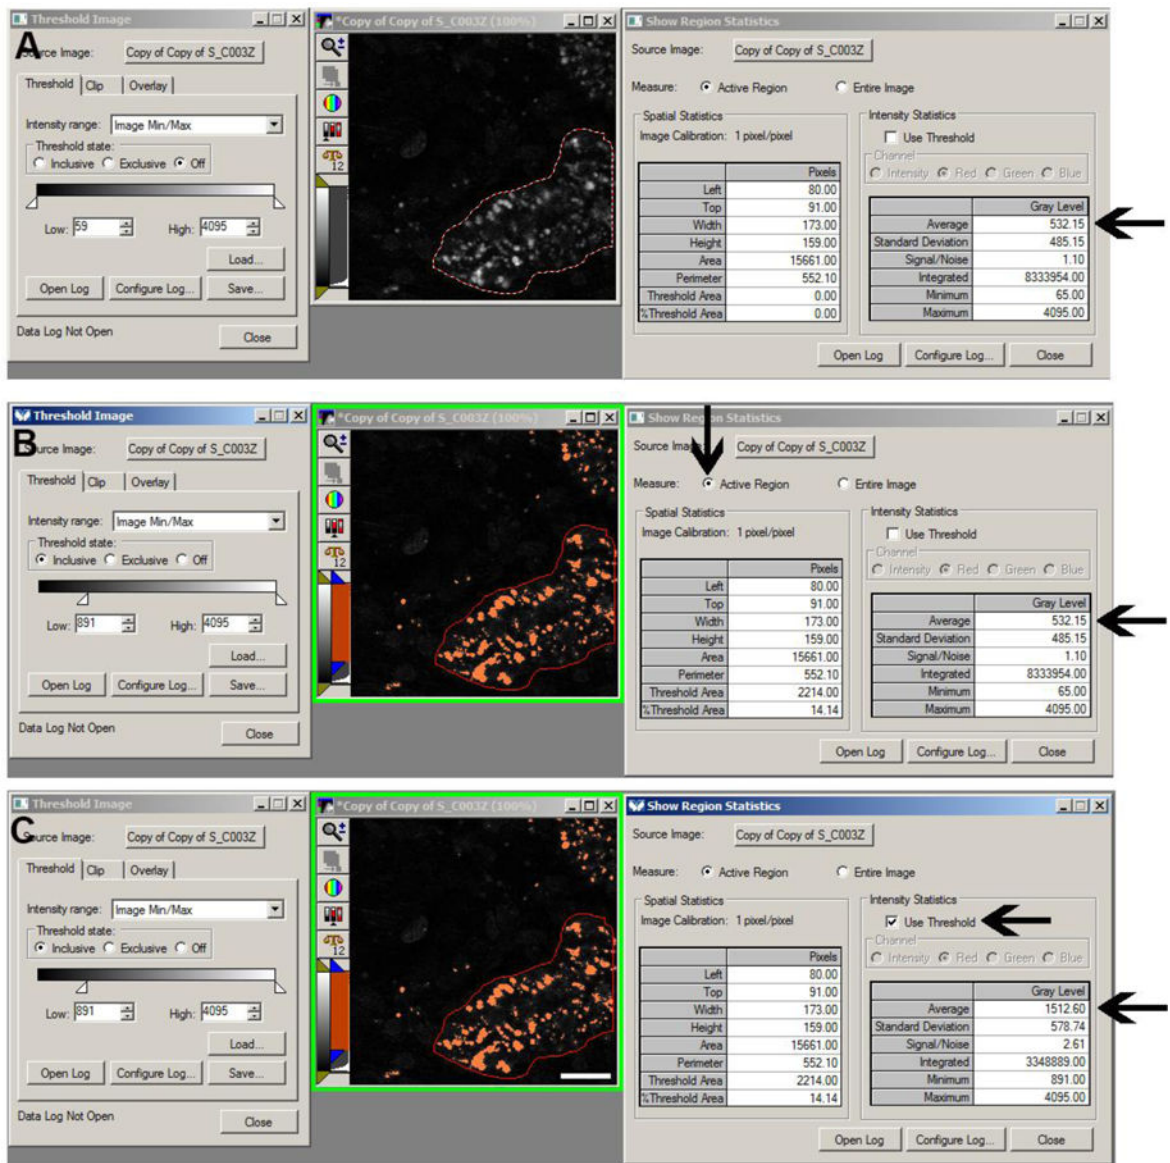 A
Threshold Image
Source Image: Copy of Copy of S_C003Z
Threshold Clip Overlay
Intensity range: Image Min/Max
Threshold state:
Inclusive Exclusive Off
Low: 59 High: 4095
Load...
Open Log Configure Log... Save...
Data Log Not Open Close
*Copy of Copy of S_C003Z (100%)
12
Show Region Statistics
Source Image: Copy of Copy of S_C003Z
Measure: Active Region Entire Image
Spatial Statistics
Image Calibration: 1 pixel/pixel
Pixels
Left 80.00
Top 91.00
Width 173.00
Height 159.00
Area 15661.00
Perimeter 552.10
Threshold Area 0.00
%Threshold Area 0.00
Intensity Statistics
Use Threshold
Channel
Intensity Red Green Blue
Gray Level
Average 532.15
Standard Deviation 485.15
Signal/Noise 1.10
Integrated 8333954.00
Minimum 65.00
Maximum 4095.00
Open Log Configure Log... Close
B
Threshold Image
Source Image: Copy of Copy of S_C003Z
Threshold Clip Overlay
Intensity range: Image Min/Max
Threshold state:
Inclusive Exclusive Off
Low: 891 High: 4095
Load...
Open Log Configure Log... Save...
Data Log Not Open Close
*Copy of Copy of S_C003Z (100%)
12
Show Region Statistics
Source Image: Copy of Copy of S_C003Z
Measure: Active Region Entire Image
Spatial Statistics
Image Calibration: 1 pixel/pixel
Pixels
Left 80.00
Top 91.00
Width 173.00
Height 159.00
Area 15661.00
Perimeter 552.10
Threshold Area 2214.00
%Threshold Area 14.14
Intensity Statistics
Use Threshold
Channel
Intensity Red Green Blue
Gray Level
Average 532.15
Standard Deviation 485.15
Signal/Noise 1.10
Integrated 8333954.00
Minimum 65.00
Maximum 4095.00
Open Log Configure Log... Close
C
Threshold Image
Source Image: Copy of Copy of S_C003Z
Threshold Clip Overlay
Intensity range: Image Min/Max
Threshold state:
Inclusive Exclusive Off
Low: 891 High: 4095
Load...
Open Log Configure Log... Save...
Data Log Not Open Close
*Copy of Copy of S_C003Z (100%)
12
Show Region Statistics
Source Image: Copy of Copy of S_C003Z
Measure: Active Region Entire Image
Spatial Statistics
Image Calibration: 1 pixel/pixel
Pixels
Left 80.00
Top 91.00
Width 173.00
Height 159.00
Area 15661.00
Perimeter 552.10
Threshold Area 2214.00
%Threshold Area 14.14
Intensity Statistics
Use Threshold
Channel
Intensity Red Green Blue
Gray Level
Average 1512.60
Standard Deviation 578.74
Signal/Noise 2.61
Integrated 3348889.00
Minimum 891.00
Maximum 4095.00
Open Log Configure Log... Close